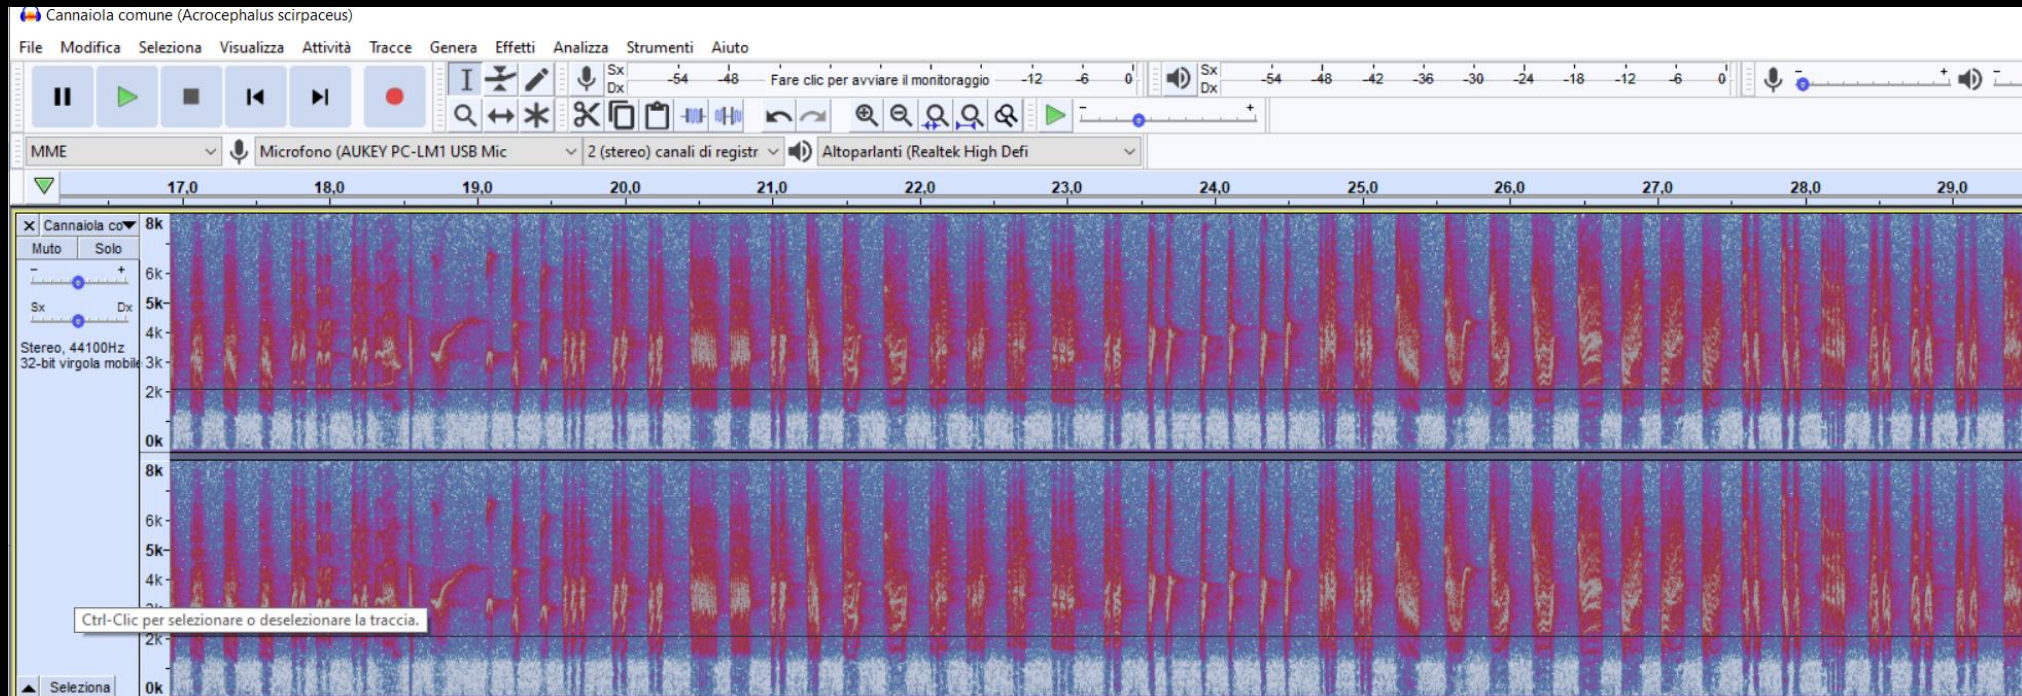 Cannaiola comune (Acrocephalus scirpaceus)
File Modifica Seleziona Visualizza Attività Tracce Genera Effetti Analizza Strumenti Aiuto
Sx Dx -54 -48 Fare clic per avviare il monitoraggio -12 -6 0
Sx Dx -54 -48 -42 -36 -30 -24 -18 -12 -6 0
- +
-
- +
MME
Microfono (AUKEY PC-LM1 USB Mic
2 (stereo) canali di registr
Altoparlanti (Realtek High Defi
17,0 18,0 19,0 20,0 21,0 22,0 23,0 24,0 25,0 26,0 27,0 28,0 29,0
Cannaiola co
Muto Solo
- +
Sx Dx
Stereo, 44100Hz
32-bit virgola mobile
8k
6k
5k
4k
3k
2k
0k
8k
6k
5k
4k
Ctrl-Clic per selezionare o deselezionare la traccia.
2k
0k
Seleziona